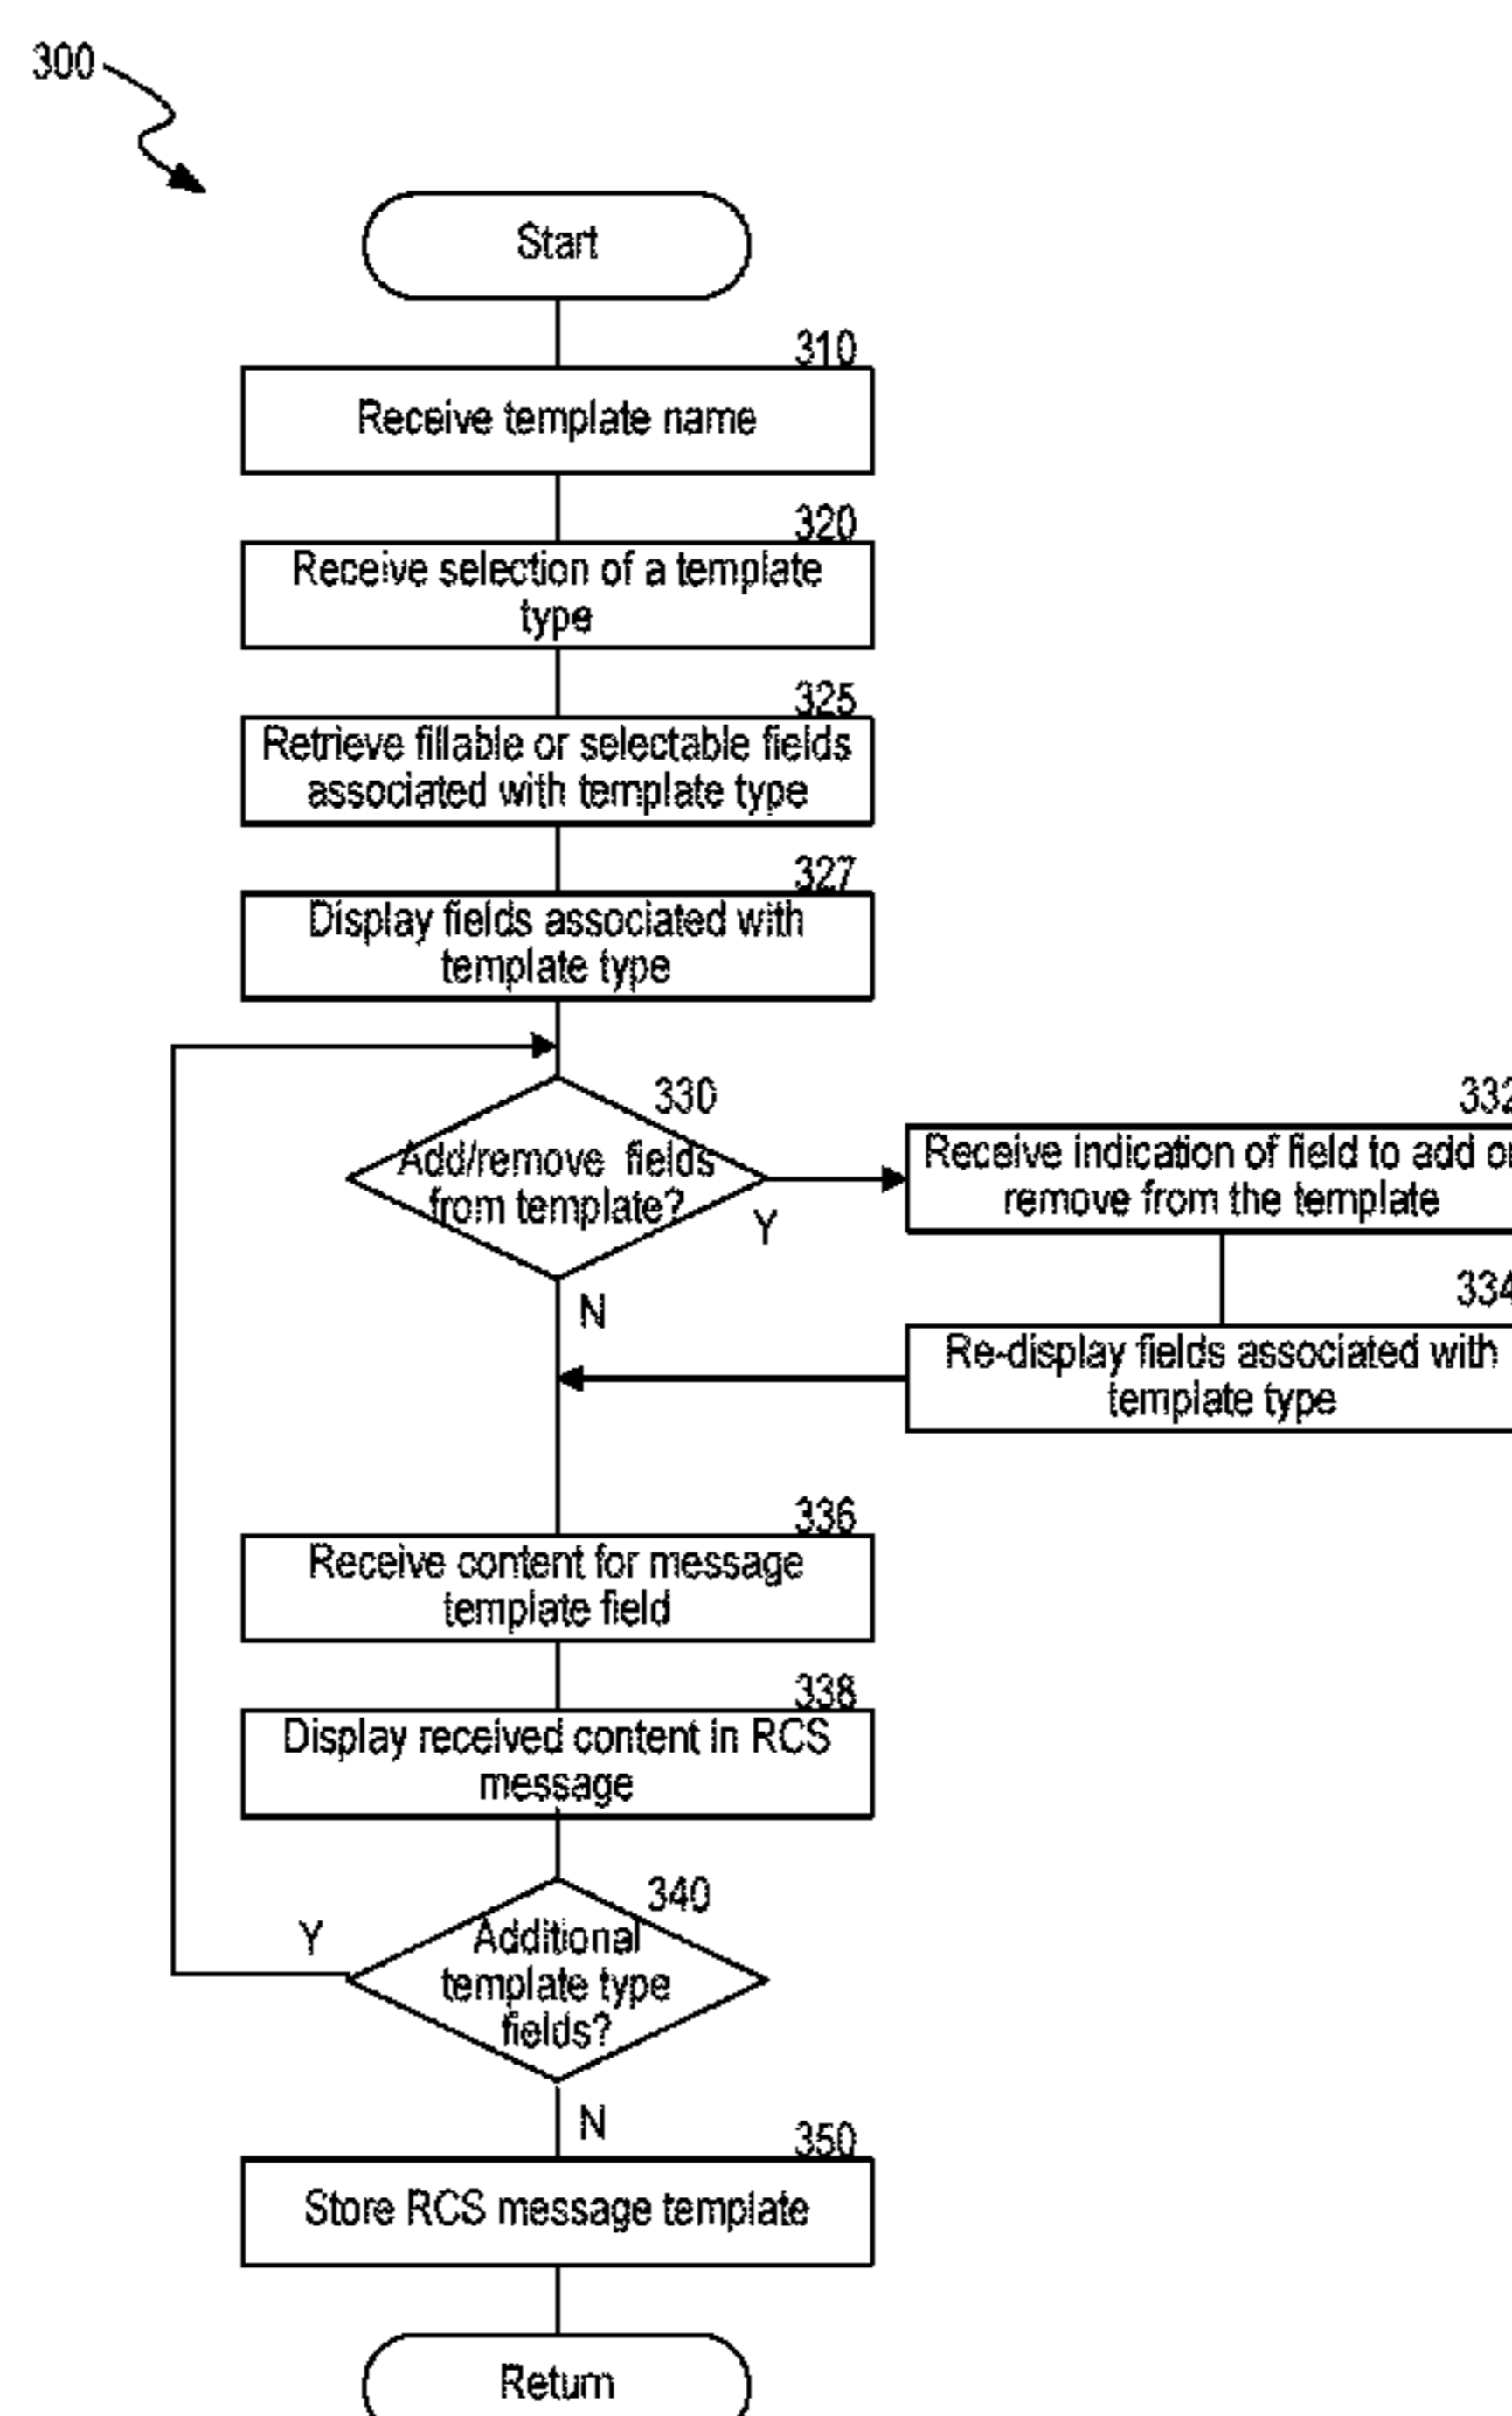 300
Start
310
Receive template name
320
Receive selection of a template
type
325
Retrieve fillable or selectable fields
associated with template type
327
Display fields associated with
template type
330
Add/remove fields
from template?
Y
N
332
Receive indication of field to add or
remove from the template
334
Re-display fields associated with
template type
336
Receive content for message
template field
338
Display received content in RCS
message
340
Additional
template type
fields?
Y
N
350
Store RCS message template
Return